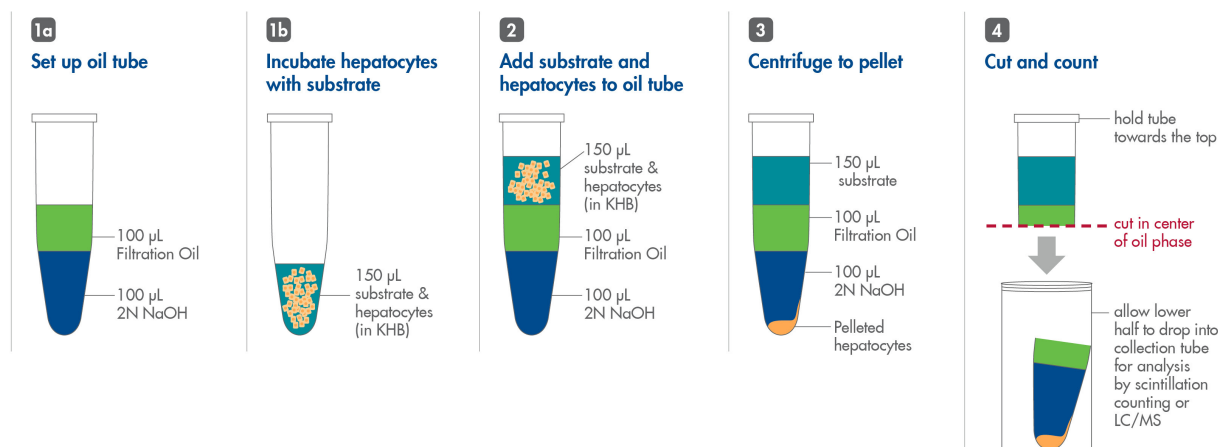 1a
Set up oil tube
100 µL
Filtration Oil
100 µL
2N NaOH
1b
Incubate hepatocytes
with substrate
150 µL
substrate &
hepatocytes
(in KHB)
2
Add substrate and
hepatocytes to oil tube
150 µL
substrate &
hepatocytes
(in KHB)
100 µL
Filtration Oil
100 µL
2N NaOH
3
Centrifuge to pellet
150 µL
substrate
100 µL
Filtration Oil
100 µL
2N NaOH
Pelleted
hepatocytes
4
Cut and count
hold tube
towards the top
cut in center
of oil phase
allow lower
half to drop into
collection tube
for analysis
by scintillation
counting or
LC/MS